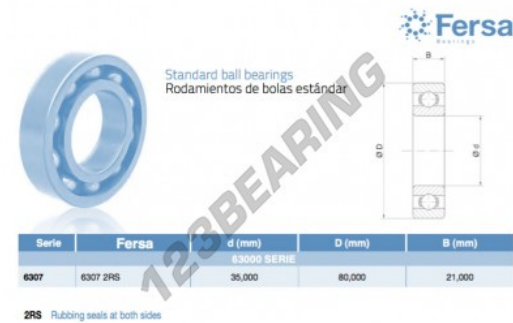 Fersa
Bearings
Standard ball bearings
Rodamientos de bolas estándar
B
Ø D
Ø d
123BEARING
Serie Fersa d (mm) D (mm) B (mm)
63000 SERIE
6307 6307 2RS 35,000 80,000 21,000
2RS Rubbing seals at both sides